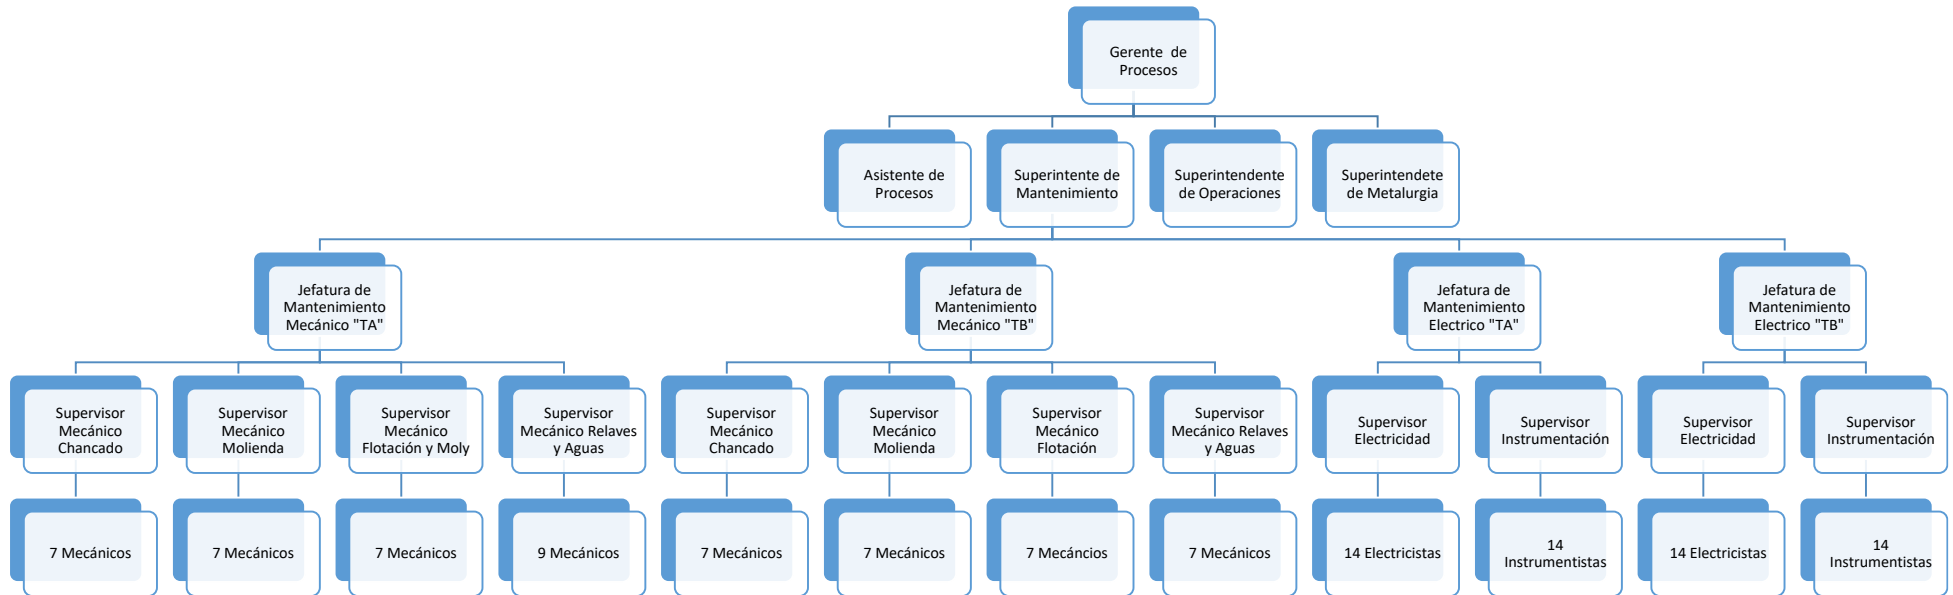 Gerente de
Procesos
Asistente de
Procesos
Superintente de
Mantenimiento
Superintendente
de Operaciones
Superintendete
de Metalurgia
Jefatura de
Mantenimiento
Mecánico "TA"
Jefatura de
Mantenimiento
Mecánico "TB"
Jefatura de
Mantenimiento
Electrico "TA"
Jefatura de
Mantenimiento
Electrico "TB"
Supervisor
Mecánico
Chancado
Supervisor
Mecánico
Molienda
Supervisor
Mecánico
Flotación y Moly
Supervisor
Mecánico Relaves
y Aguas
Supervisor
Mecánico
Chancado
Supervisor
Mecánico
Molienda
Supervisor
Mecánico
Flotación
Supervisor
Mecánico Relaves
y Aguas
Supervisor
Electricidad
Supervisor
Instrumentación
Supervisor
Electricidad
Supervisor
Instrumentación
7 Mecánicos
7 Mecánicos
7 Mecánicos
9 Mecánicos
7 Mecánicos
7 Mecánicos
7 Mecáncios
7 Mecánicos
14 Electricistas
14
Instrumentistas
14 Electricistas
14
Instrumentistas